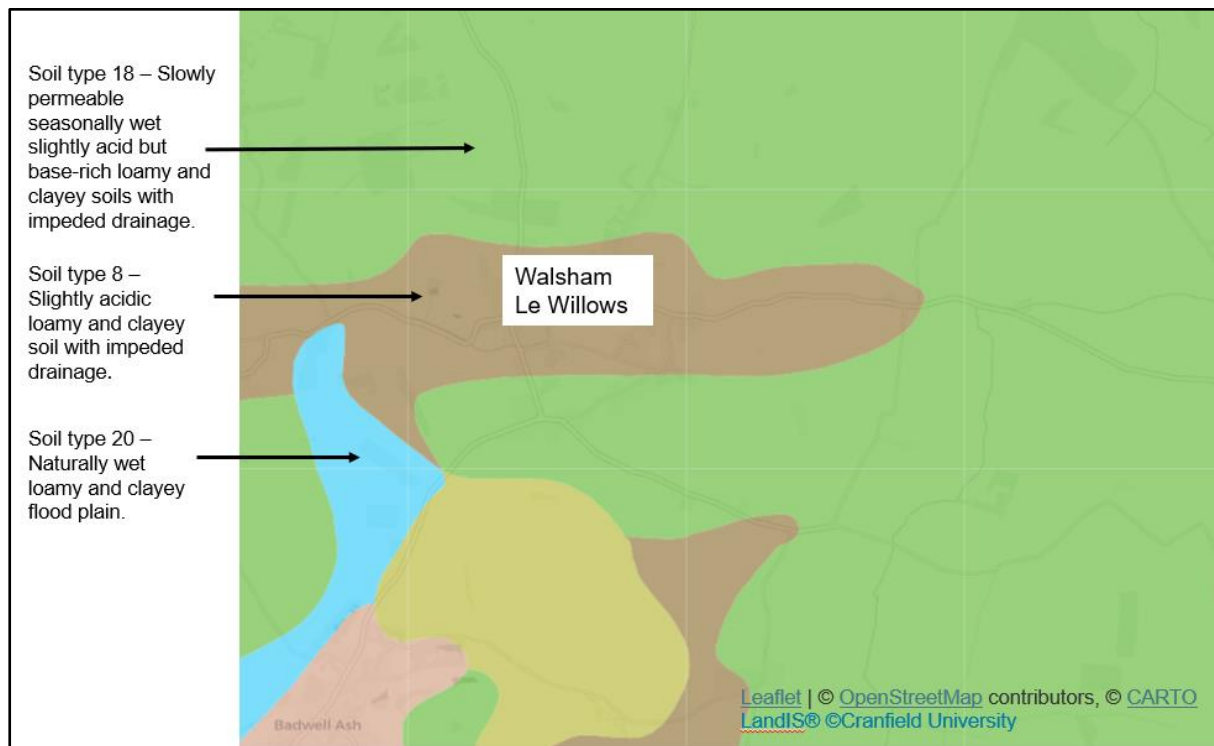 Soil type 18 – Slowly
permeable
seasonally wet
slightly acid but
base-rich loamy and
clayey soils with
impeded drainage.
Soil type 8 –
Slightly acidic
loamy and clayey
soil with impeded
drainage.
Soil type 20 –
Naturally wet
loamy and clayey
flood plain.
Walsham
Le Willows
Badwell Ash
Leaflet | © OpenStreetMap contributors, © CARTO
LandIS® ©Cranfield University